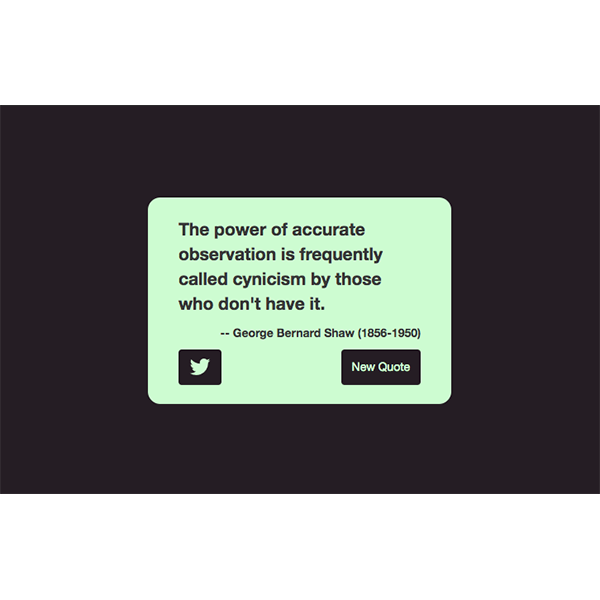 The power of accurate
observation is frequently
called cynicism by those
who don't have it.
-- George Bernard Shaw (1856-1950)
New Quote